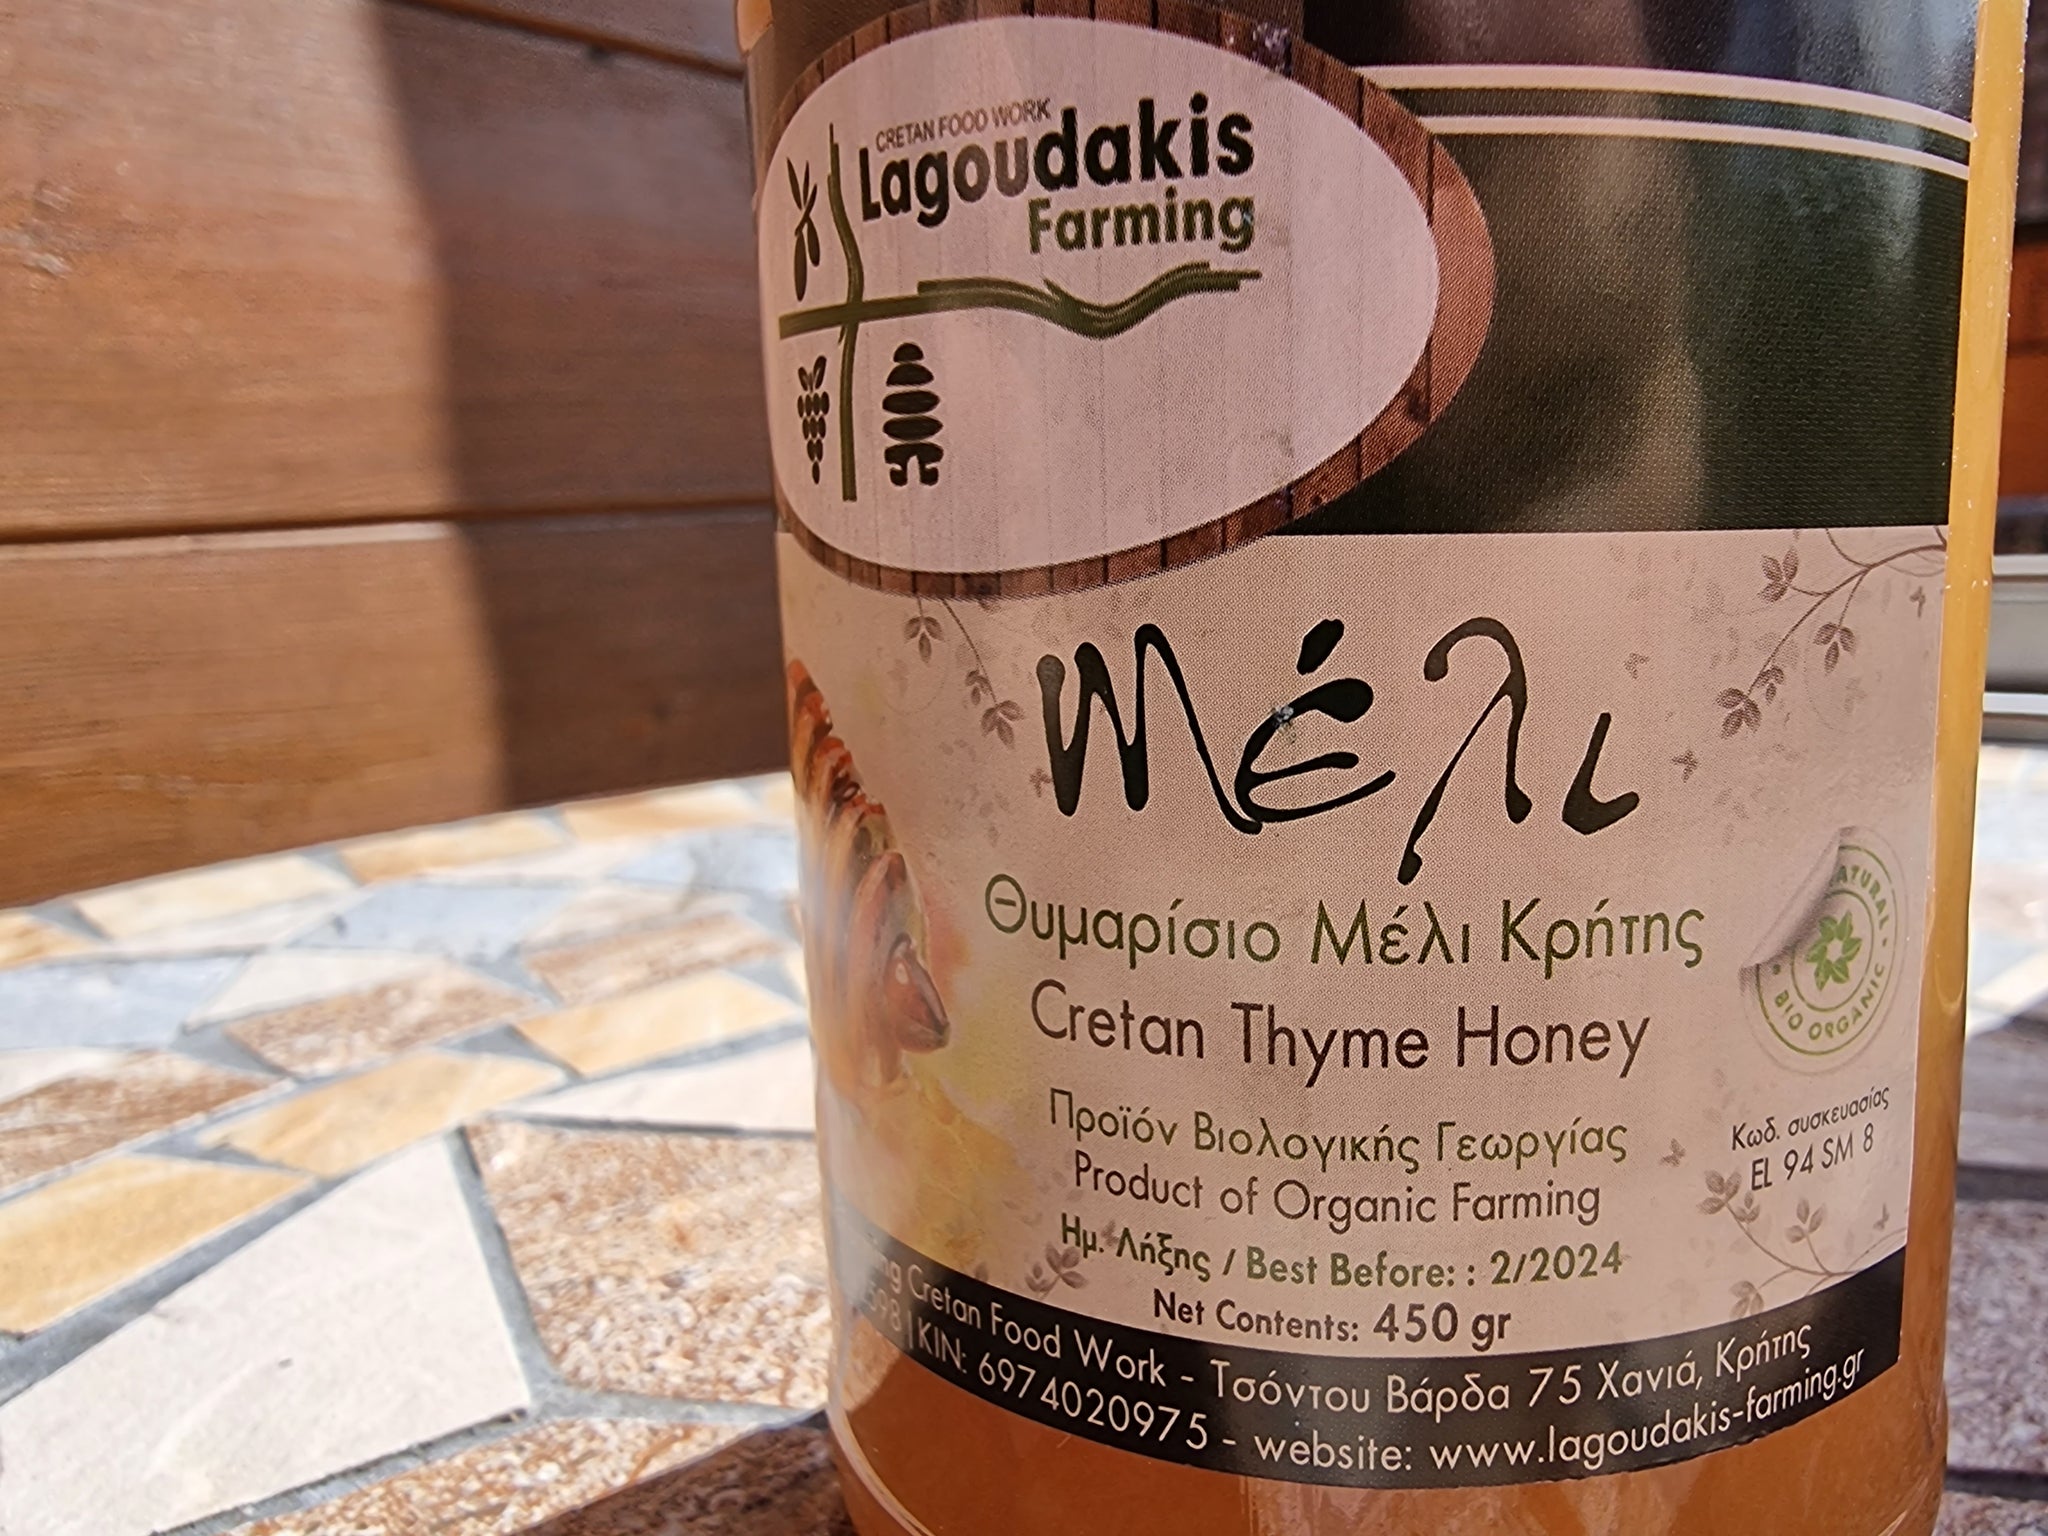 CRETAN FOOD WORK
Lagoudakis
Farming
Μέλι
Θυμαρίσιο Μέλι Κρήτης
Cretan Thyme Honey
BIO ORGANIC
Προϊόν Βιολογικής Γεωργίας
Product of Organic Farming
Κωδ. συσκευασίας
EL 94 SM 8
Ημ. Λήξης / Best Before: : 2/2024
Net Contents: 450 gr
Cretan Food Work - Τσόντου Βάρδα 75 Χανιά, Κρήτης
KIN: 6974020975 - website: www.lagoudakis-farming.gr